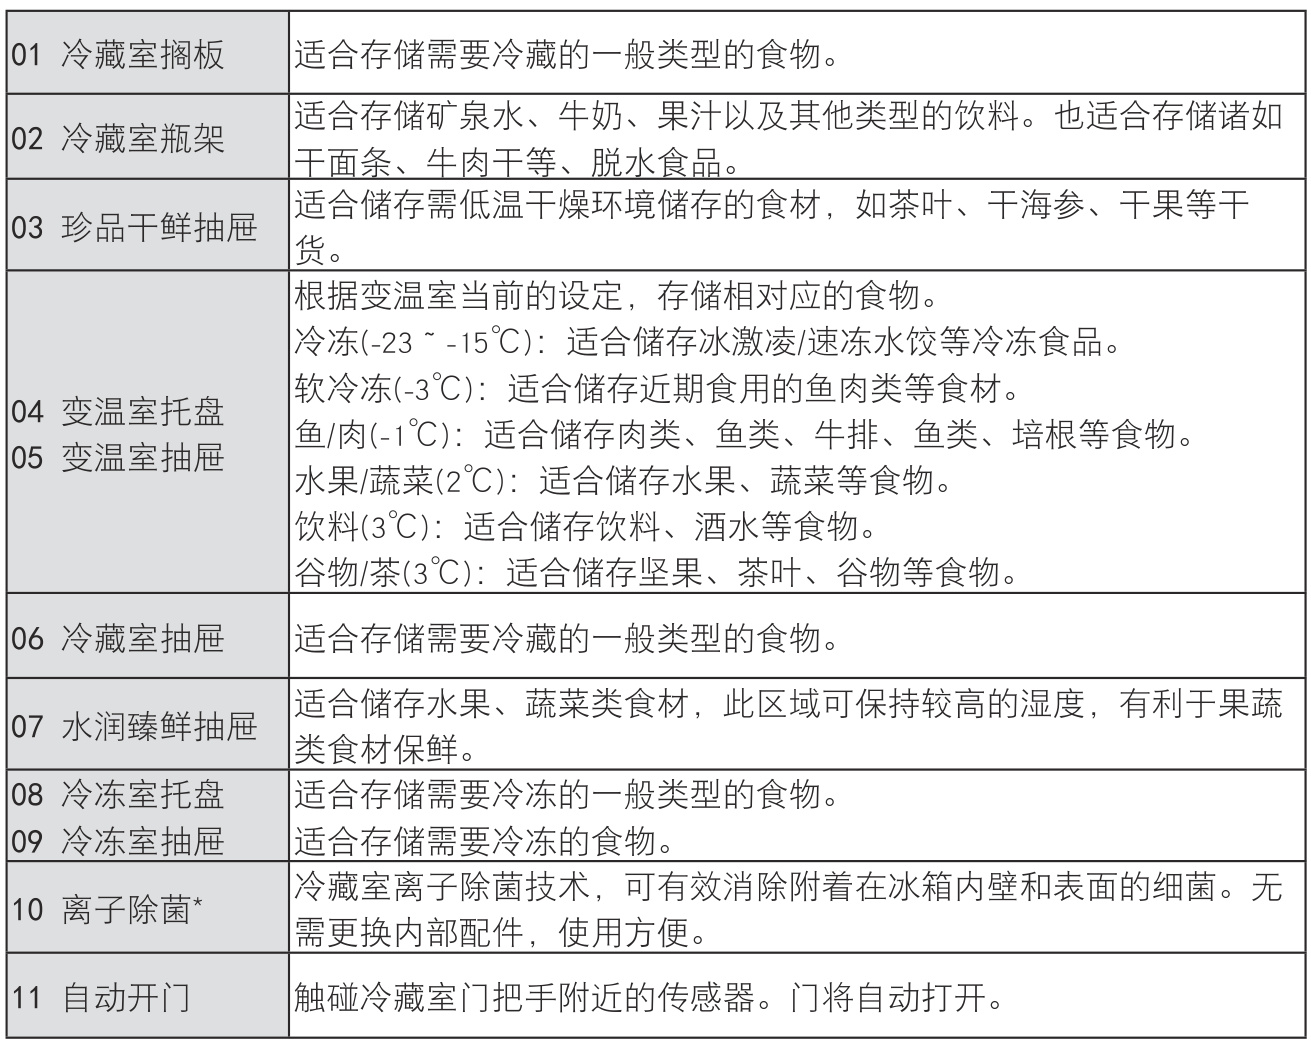 01 冷藏室搁板
适合存储需要冷藏的一般类型的食物。
02 冷藏室瓶架
适合存储矿泉水、牛奶、果汁以及其他类型的饮料。也适合存储诸如
干面条、牛肉干等、脱水食品。
03 珍品干鲜抽屉
适合储存需低温干燥环境储存的食材，如茶叶、干海参、干果等干
货。
04 变温室托盘
05 变温室抽屉
根据变温室当前的设定，存储相对应的食物。
冷冻(-23 ~ -15℃)：适合储存冰激凌/速冻水饺等冷冻食品。
软冷冻(-3℃)：适合储存近期食用的鱼肉类等食材。
鱼/肉(-1℃)：适合储存肉类、鱼类、牛排、鱼类、培根等食物。
水果/蔬菜(2℃)：适合储存水果、蔬菜等食物。
饮料(3℃)：适合储存饮料、酒水等食物。
谷物/茶(3℃)：适合储存坚果、茶叶、谷物等食物。
06 冷藏室抽屉
适合存储需要冷藏的一般类型的食物。
07 水润臻鲜抽屉
适合储存水果、蔬菜类食材，此区域可保持较高的湿度，有利于果蔬
类食材保鲜。
08 冷冻室托盘
适合存储需要冷冻的一般类型的食物。
09 冷冻室抽屉
适合存储需要冷冻的食物。
10 离子除菌*
冷藏室离子除菌技术，可有效消除附着在冰箱内壁和表面的细菌。无
需更换内部配件，使用方便。
11 自动开门
触碰冷藏室门把手附近的传感器。门将自动打开。